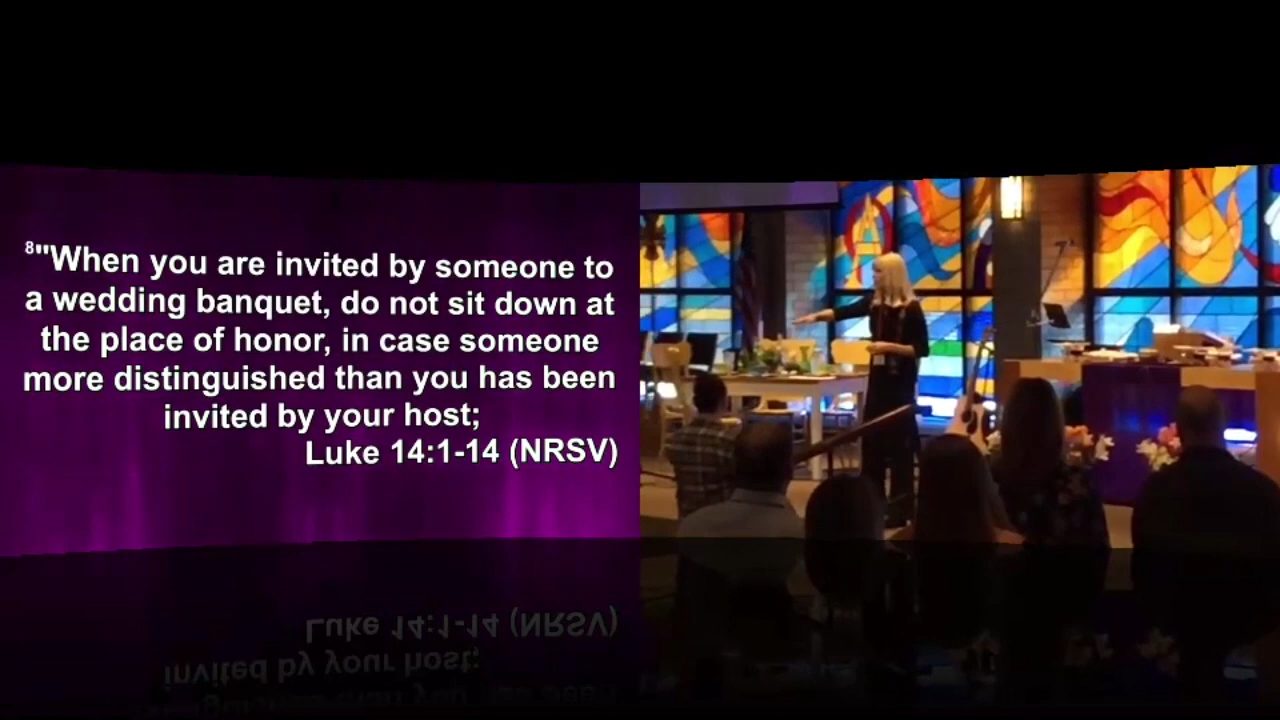 ⁸"When you are invited by someone to
a wedding banquet, do not sit down at
the place of honor, in case someone
more distinguished than you has been
invited by your host;
Luke 14:1-14 (NRSV)